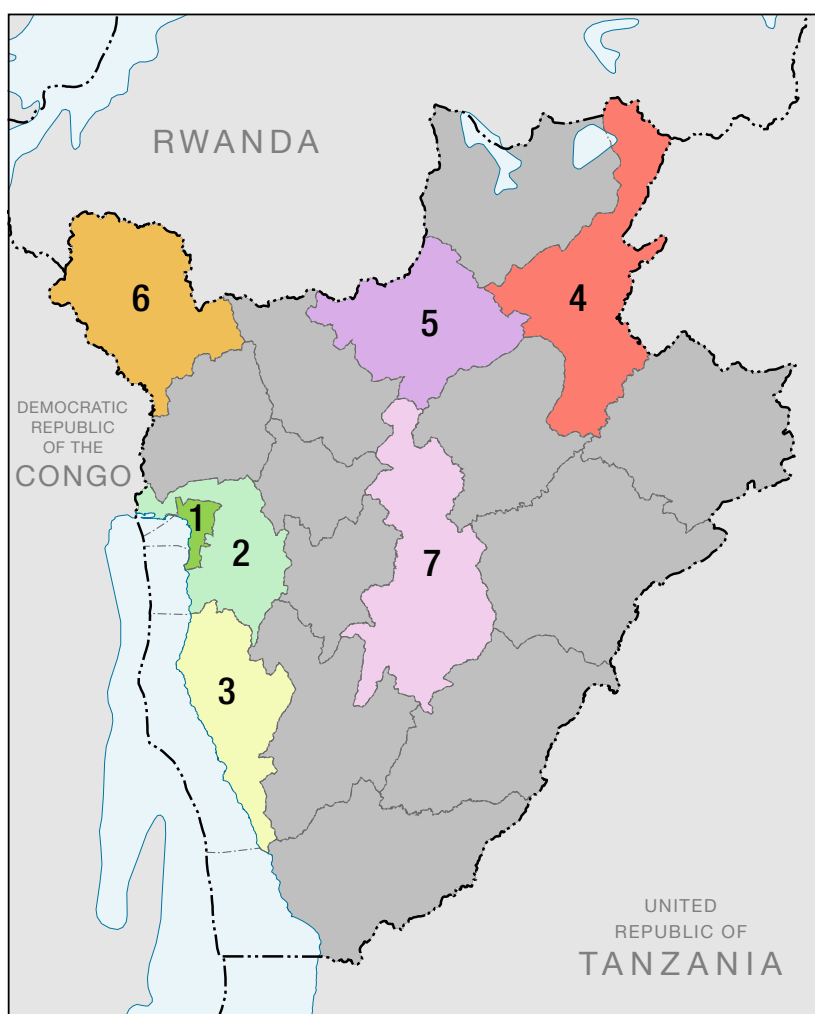 RWANDA
4
6
5
DEMOCRATIC
REPUBLIC
OF THE
CONGO
1
2
7
3
UNITED
REPUBLIC OF
TANZANIA